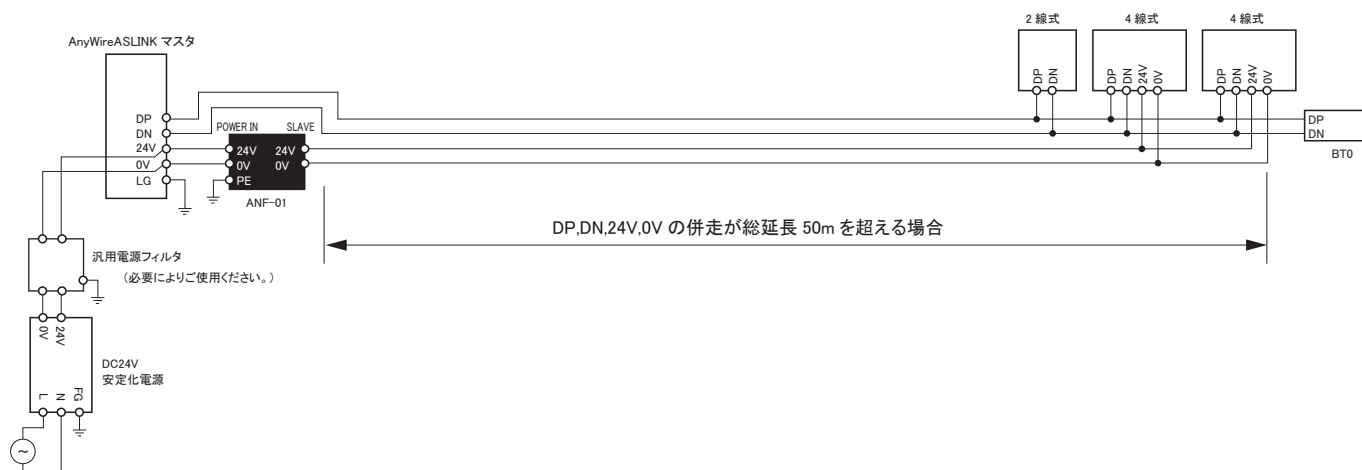 AnyWireASLINK マスタ
DP
DN
24V
0V
LG
POWER IN
SLAVE
24V
0V
PE
24V
0V
ANF-01
2 線式
DP
DN
4 線式
DP
DN
24V
0V
4 線式
DP
DN
24V
0V
DP
DN
BT0
DP,DN,24V,0V の併走が総延長 50m を超える場合
汎用電源フィルタ
（必要によりご使用ください。）
0V
24V
DC24V
安定化電源
L
N
FG
～